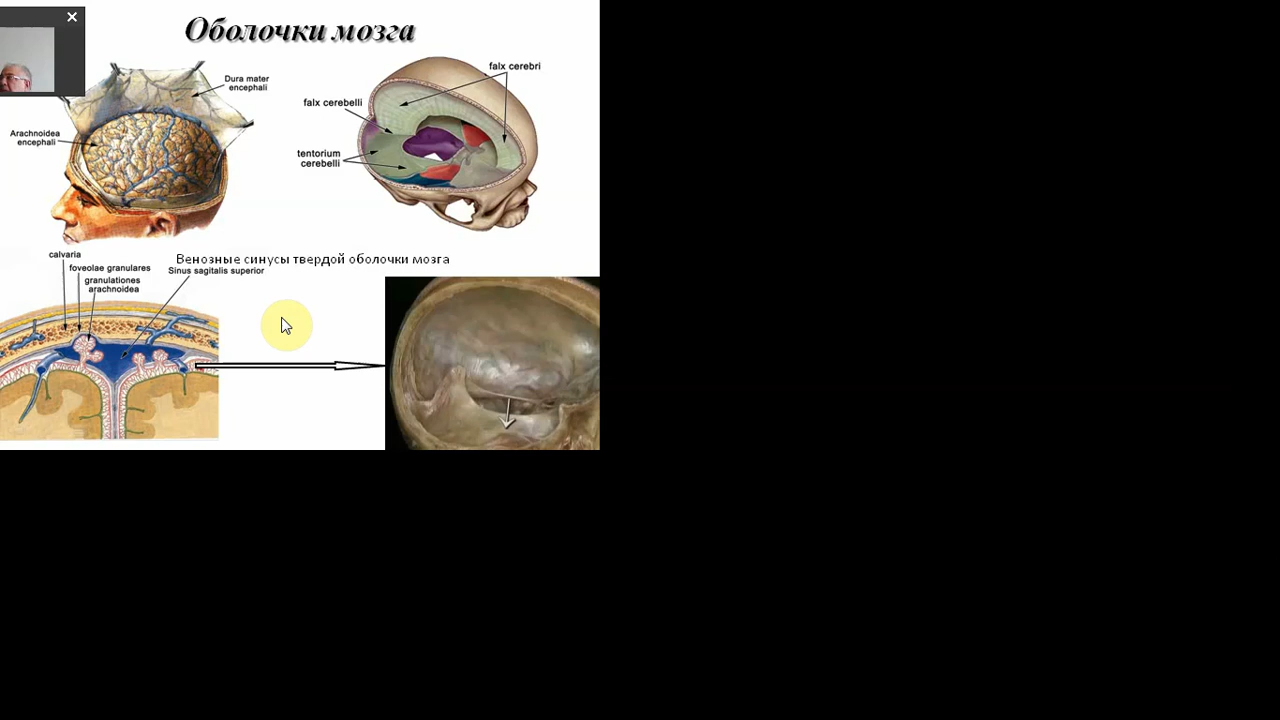 Оболочки мозга
Dura mater
encephali
Arachnoidea
encephali
falx cerebri
falx cerebelli
tentorium
cerebelli
Венозные синусы твердой оболочки мозга
calvaria
foveolae granulares
Sinus sagitalis superior
granulationes
arachnoidea